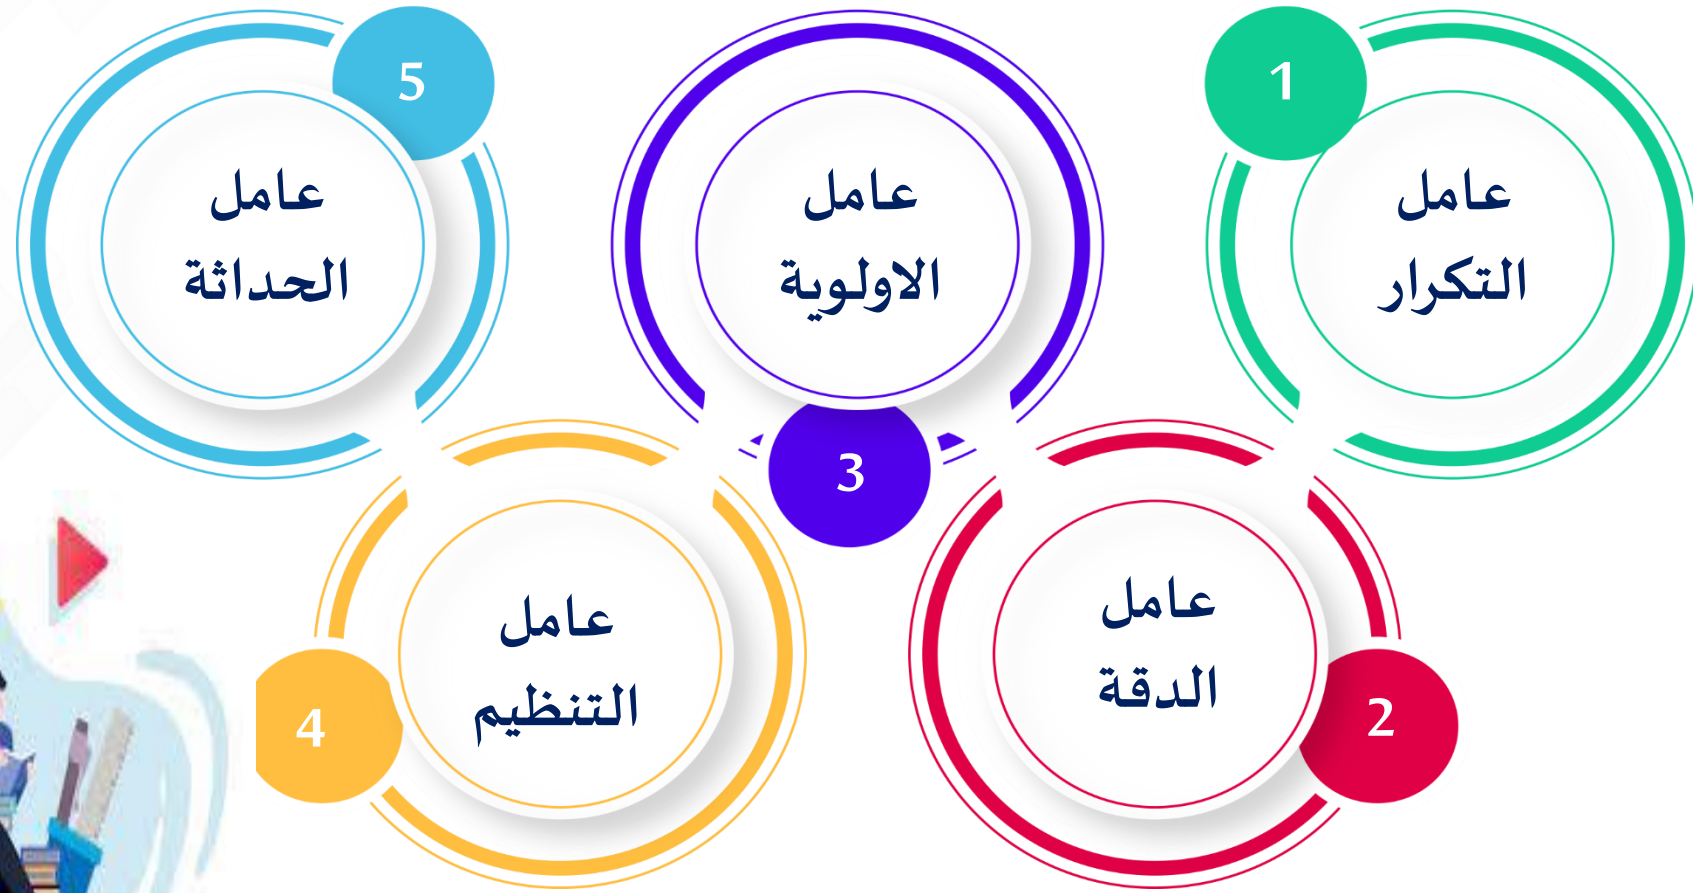 1
عامل
التكرار
2
عامل
الدقة
3
عامل
الاولوية
4
عامل
التنظيم
5
عامل
الحداثة